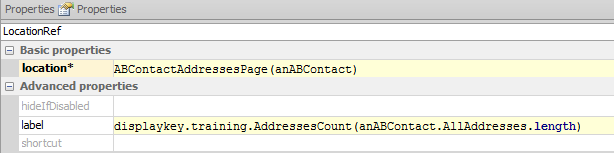 Properties Properties
LocationRef
Basic properties
location* ABContactAddressesPage(anABContact)
Advanced properties
hideIfDisabled
label displaykey.training.AddressesCount(anABContact.AllAddresses.length)
shortcut